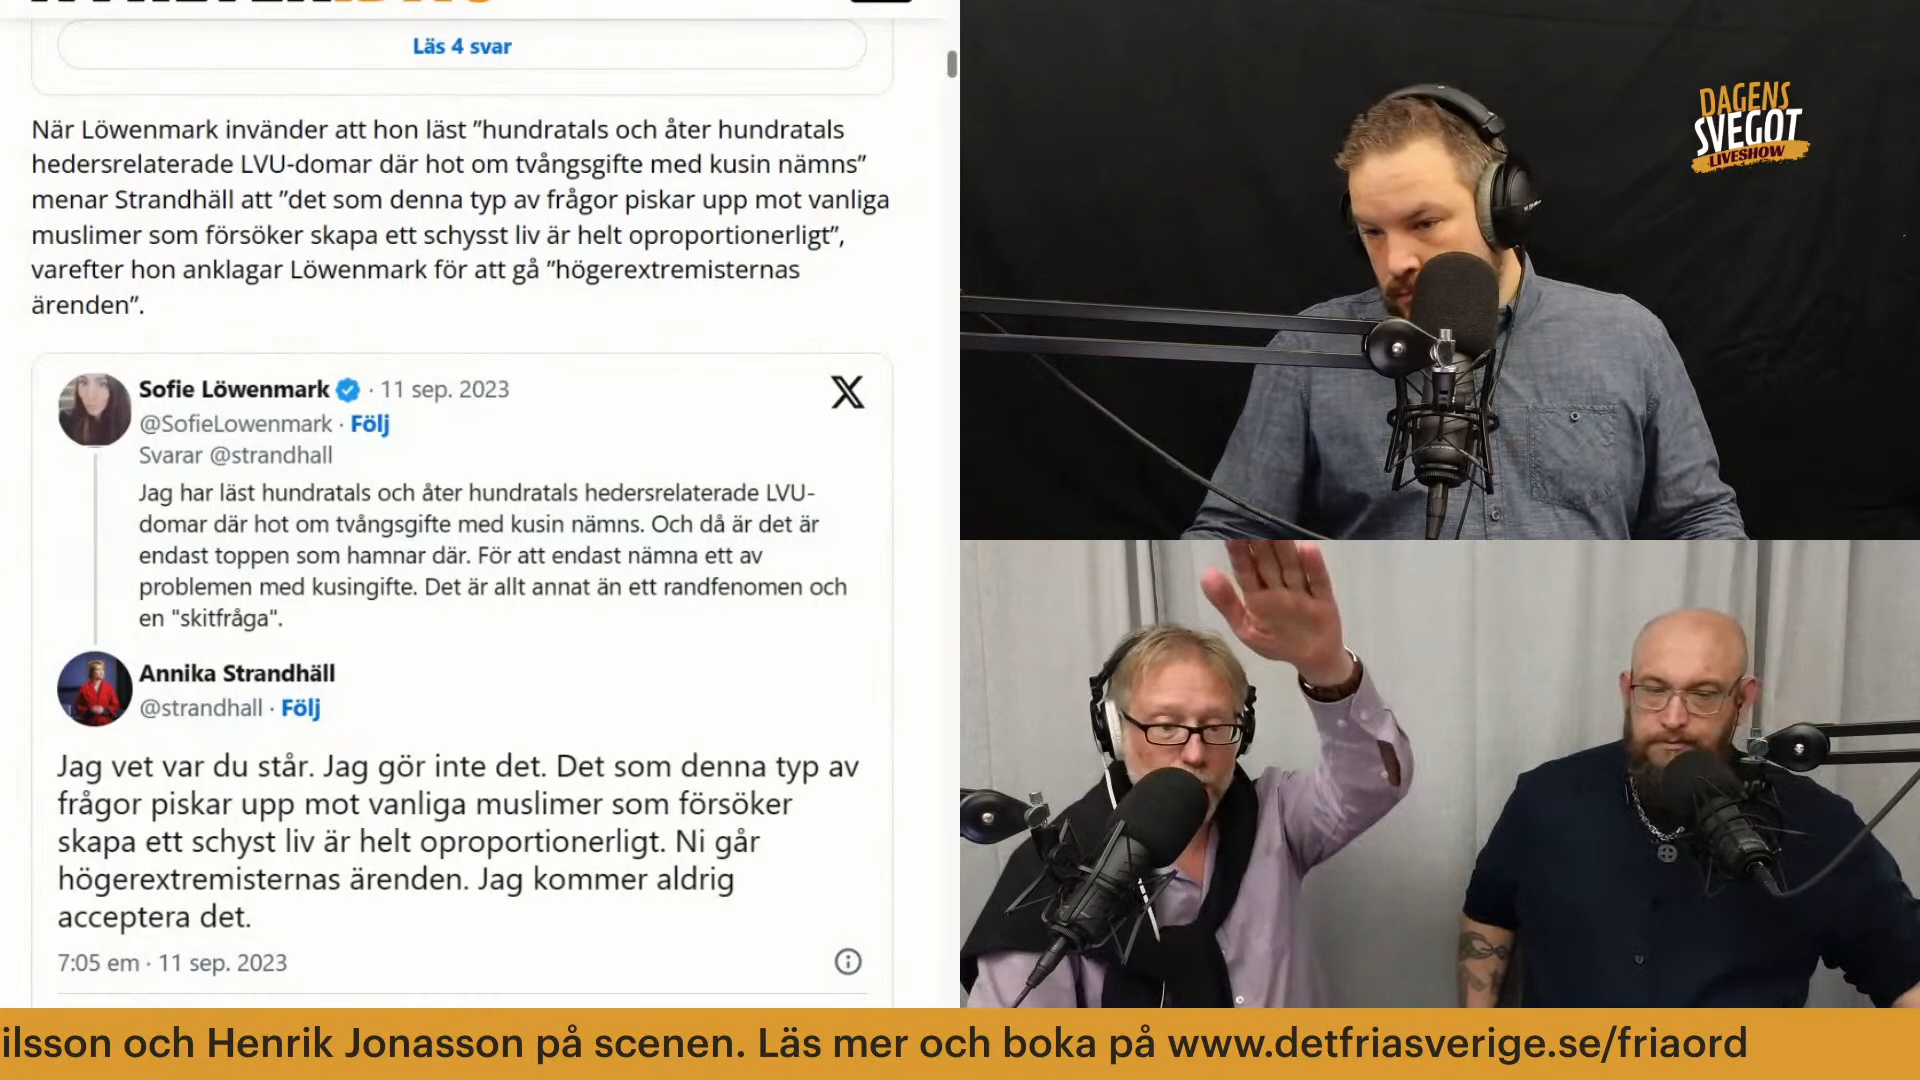 Läs 4 svar
När Löwenmark invänder att hon läst ”hundratals och åter hundratals
hedersrelaterade LVU-domar där hot om tvångsgifte med kusin nämns”
menar Strandhäll att ”det som denna typ av frågor piskar upp mot vanliga
muslimer som försöker skapa ett schysst liv är helt oproportionerligt”,
varefter hon anklagar Löwenmark för att gå ”högerextremisternas
ärenden”.
Sofie Löwenmark · 11 sep. 2023
@SofieLowenmark · Följ
Svarar @strandhall
Jag har läst hundratals och åter hundratals hedersrelaterade LVU-
domar där hot om tvångsgifte med kusin nämns. Och då är det är
endast toppen som hamnar där. För att endast nämna ett av
problemen med kusingifte. Det är allt annat än ett randfenomen och
en "skitfråga".
Annika Strandhäll
@strandhall · Följ
Jag vet var du står. Jag gör inte det. Det som denna typ av
frågor piskar upp mot vanliga muslimer som försöker
skapa ett schyst liv är helt oproportionerligt. Ni går
högerextremisternas ärenden. Jag kommer aldrig
acceptera det.
7:05 em · 11 sep. 2023
DAGENS
SVEGOT
LIVESHOW
ilsson och Henrik Jonasson på scenen. Läs mer och boka på www.detfriasverige.se/friaord